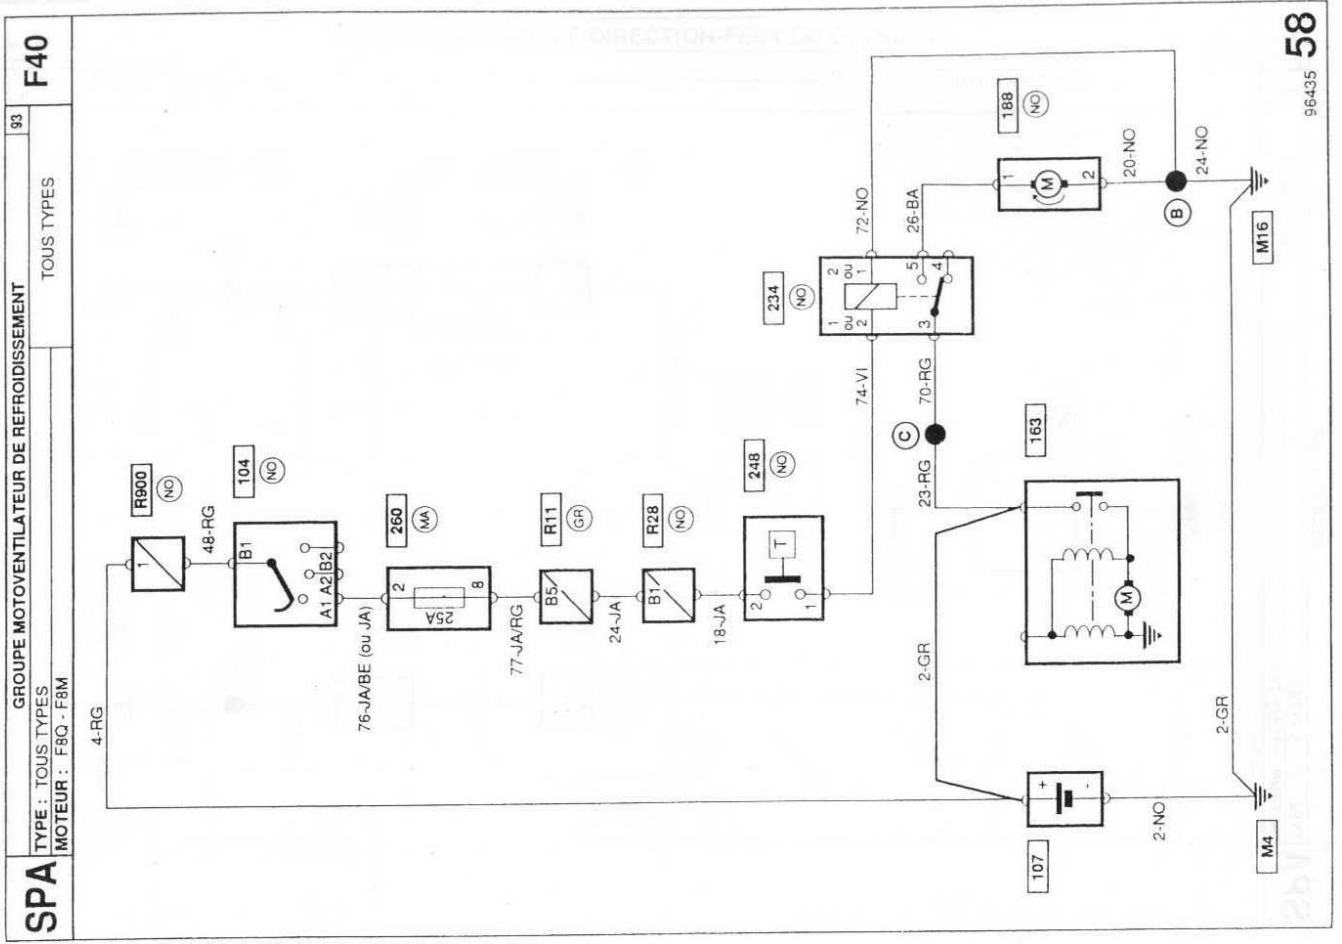 SPA
TYPE : TOUS TYPES
MOTEUR : F8Q - F8M
GROUPE MOTOVENTILATEUR DE REFROIDISSEMENT
93
TOUS TYPES
F40
4-RG
R900
NO
1
48-RG
104
NO
B1
A1 A2 B2
76-JA/BE (ou JA)
260
MA
2
25A
8
77-JA/RG
R11
GR
B5
24-JA
R28
NO
B1
18-JA
248
NO
T
2
1
74-VI
234
NO
1 ou 2
2 ou 1
3
5
4
72-NO
26-BA
70-RG
C
23-RG
163
M
2-GR
188
NO
1
M
2
20-NO
B
24-NO
M16
2-GR
107
+
-
2-NO
M4
96435
58